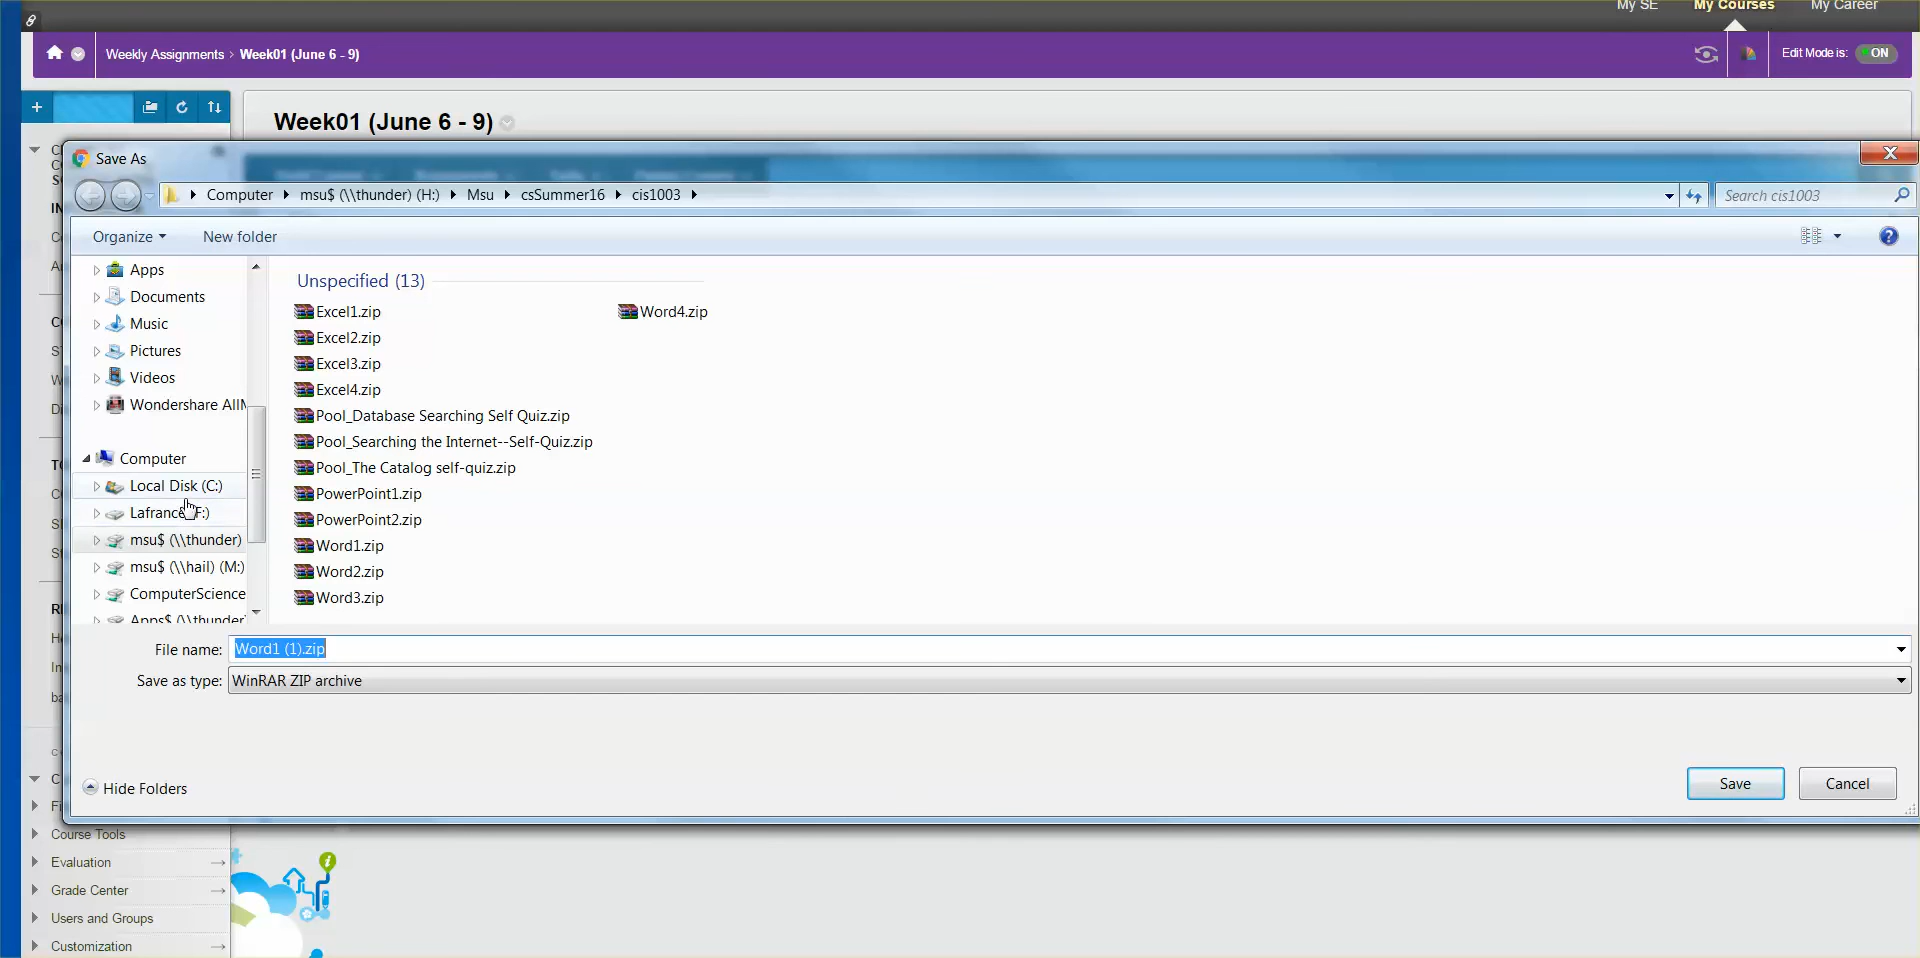 My SE My Courses My Career
Weekly Assignments > Week01 (June 6 - 9) Edit Mode is: ON
Week01 (June 6 - 9)
Save As
Computer msu$ (\\thunder) (H:) Msu csSummer16 cis1003 Search cis1003
Organize New folder
Apps
Documents
Music
Pictures
Videos
Wondershare AllM
Computer
Local Disk (C:)
Lafrance F:)
msu$ (\\thunder)
msu$ (\\hail) (M:)
ComputerScience
Apps$ (\\thunder)
Unspecified (13)
Excel1.zip
Excel2.zip
Excel3.zip
Excel4.zip
Pool_Database Searching Self Quiz.zip
Pool_Searching the Internet--Self-Quiz.zip
Pool_The Catalog self-quiz.zip
PowerPoint1.zip
PowerPoint2.zip
Word1.zip
Word2.zip
Word3.zip
Word4.zip
File name: Word1 (1).zip
Save as type: WinRAR ZIP archive
Hide Folders Save Cancel
Course Tools
Evaluation
Grade Center
Users and Groups
Customization